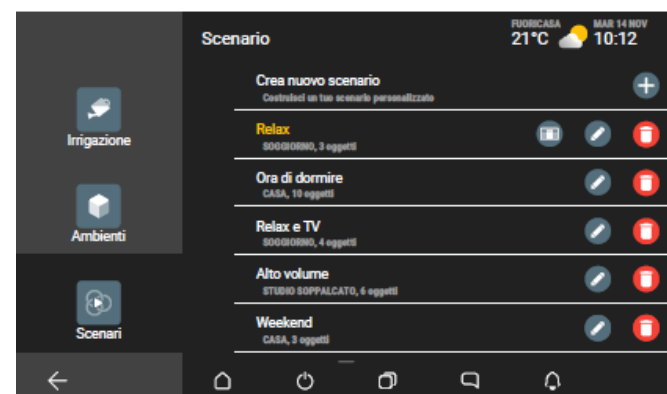 Scenario
FUORICASA
21°C
MAR 14 NOV
10:12
Crea nuovo scenario
Costruisci un tuo scenario personalizzato
Relax
SOGGIORNO, 3 oggetti
Ora di dormire
CASA, 10 oggetti
Relax e TV
SOGGIORNO, 4 oggetti
Alto volume
STUDIO SOPPALCATO, 6 oggetti
Weekend
CASA, 3 oggetti
Irrigazione
Ambienti
Scenari